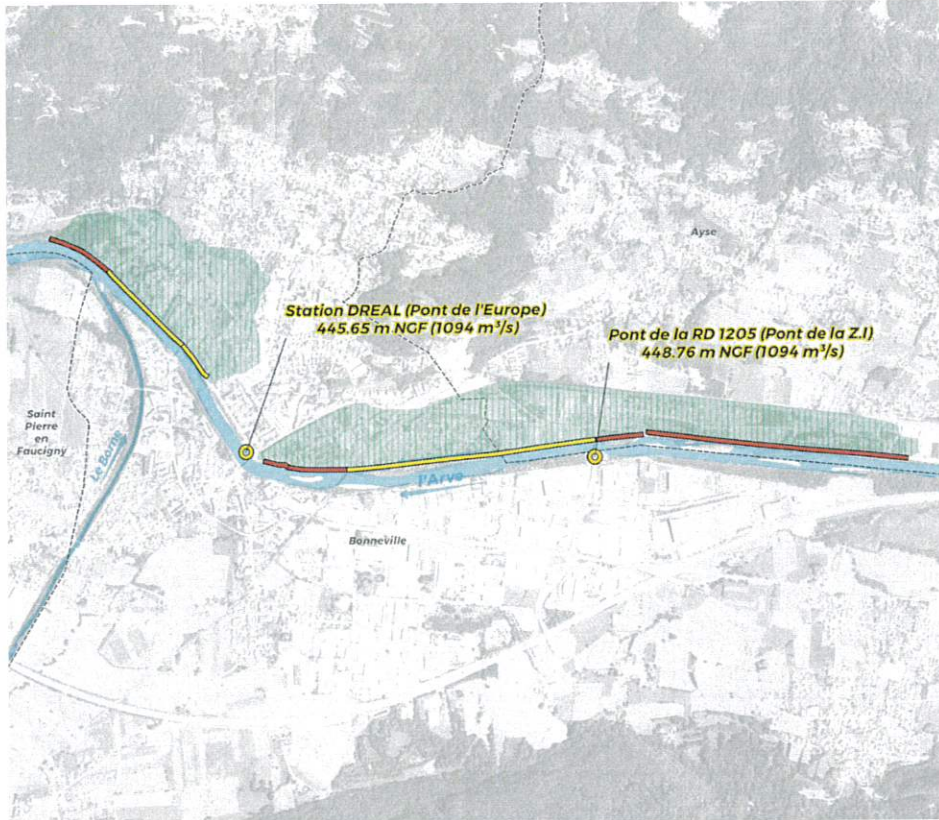 Ayse
Station DREAL (Pont de l'Europe)
445.65 m NGF (1094 m³/s)
Pont de la RD 1205 (Pont de la Z.I)
448.76 m NGF (1094 m³/s)
Saint
Pierre
en
Faucigny
Le Borne
l'Arve
Bonneville